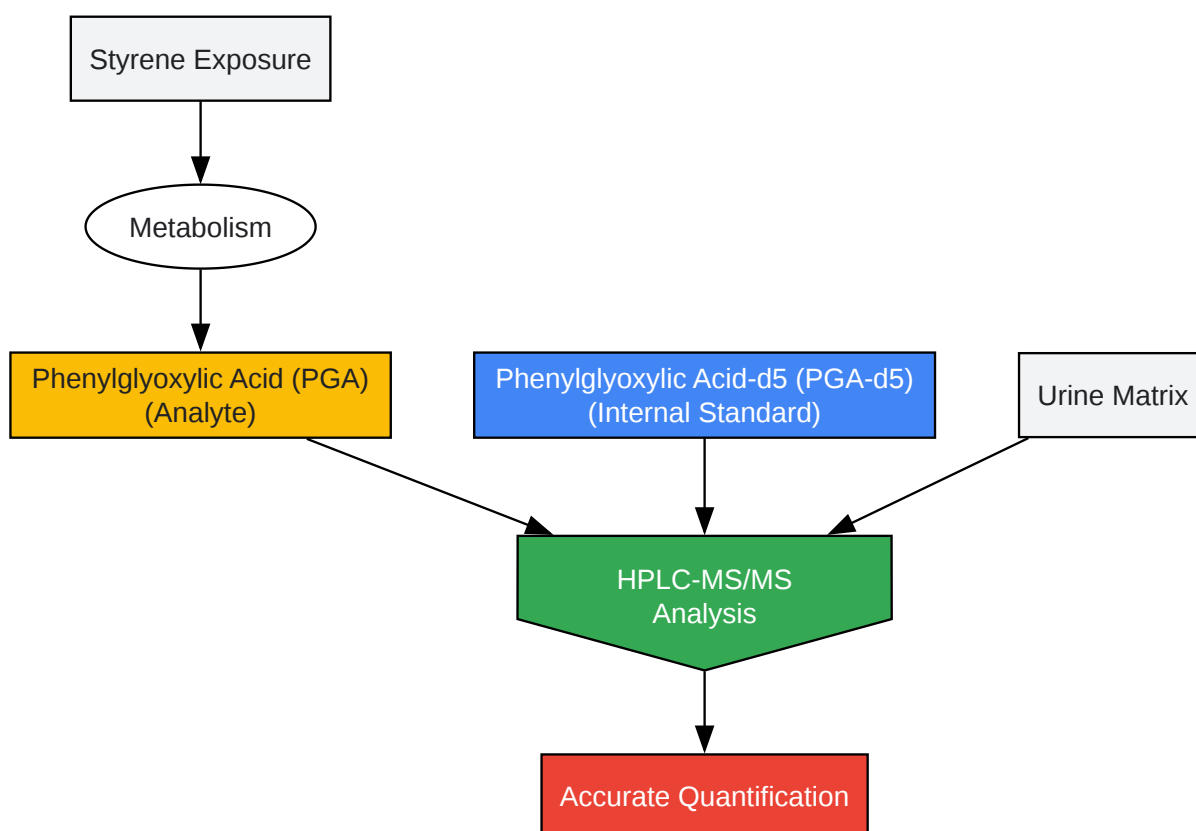 Styrene Exposure
Metabolism
Phenylglyoxylic Acid (PGA)
(Analyte)
Phenylglyoxylic Acid-d5 (PGA-d5)
(Internal Standard)
Urine Matrix
HPLC-MS/MS
Analysis
Accurate Quantification